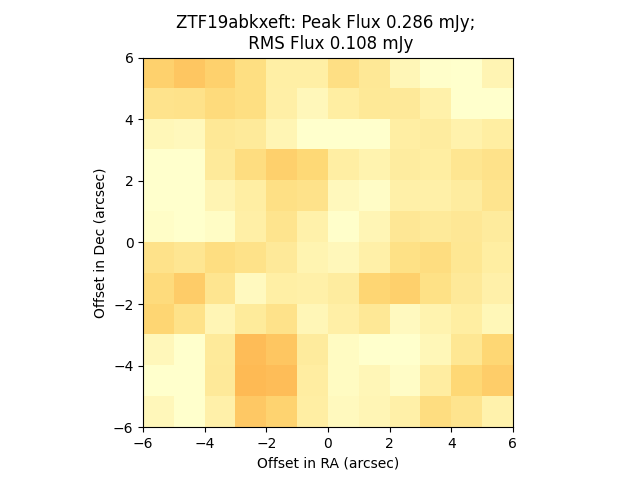 ZTF19abkxeft: Peak Flux 0.286 mJy;
RMS Flux 0.108 mJy
6
4
2
0
−2
−4
−6
Offset in Dec (arcsec)
−6 −4 −2 0 2 4 6
Offset in RA (arcsec)